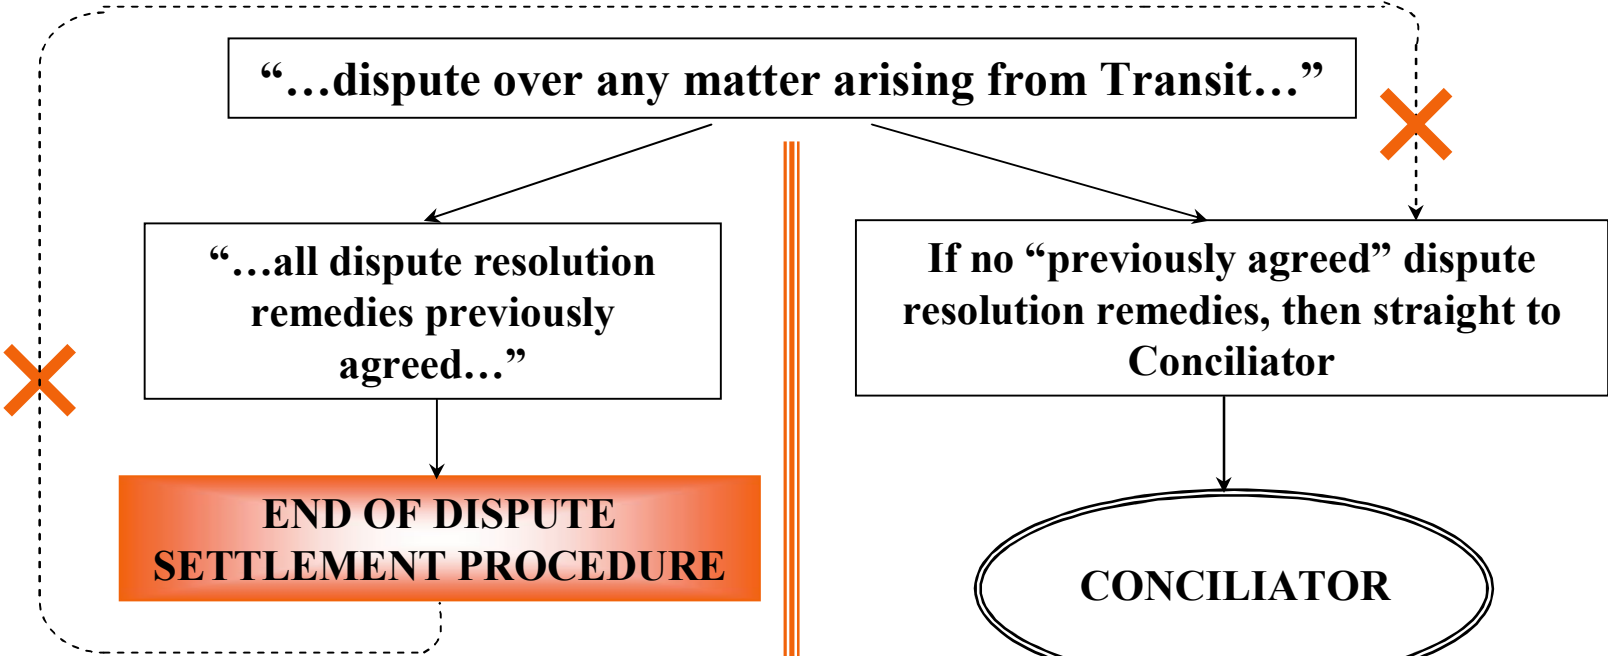 “…dispute over any matter arising from Transit…”
“…all dispute resolution
remedies previously
agreed…”
If no “previously agreed” dispute
resolution remedies, then straight to
Conciliator
END OF DISPUTE
SETTLEMENT PROCEDURE
CONCILIATOR